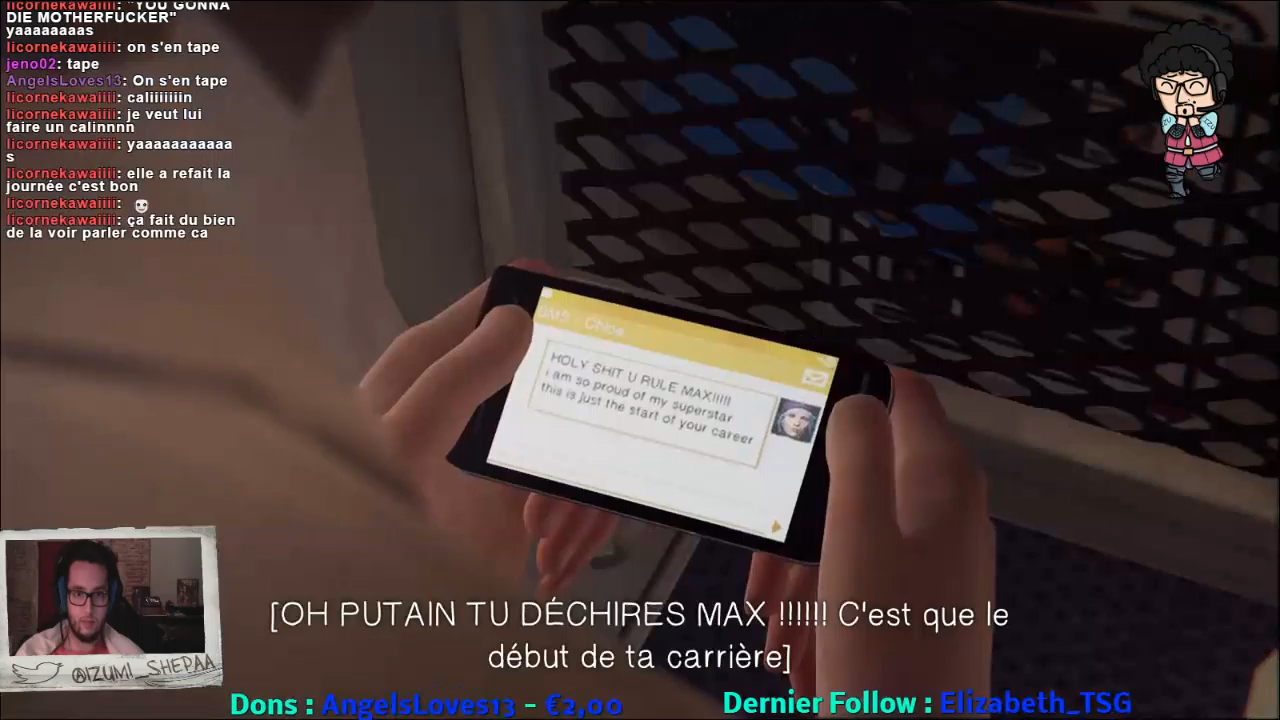 licornekawaiiii: "YOU GONNA
DIE MOTHERFUCKER"
yaaaaaaas
licornekawaiiii: on s'en tape
jeno02: tape
AngelsLoves13: On s'en tape
licornekawaiiii: caliiiiiiin
licornekawaiiii: je veut lui
faire un calinnnn
licornekawaiiii: yaaaaaaaaaaa
s
licornekawaiiii: elle a refait la
journée c'est bon
licornekawaiiii:
licornekawaiiii: ça fait du bien
de la voir parler comme ca
SMS - Chloe
HOLY SHIT U RULE MAX!!!!!
i am so proud of my superstar
this is just the start of your career
@IZUMI_SHEPAA
[OH PUTAIN TU DÉCHIRES MAX !!!!!! C'est que le
début de ta carrière]
Dons : AngelsLoves13 - €2,00
Dernier Follow : Elizabeth_TSG